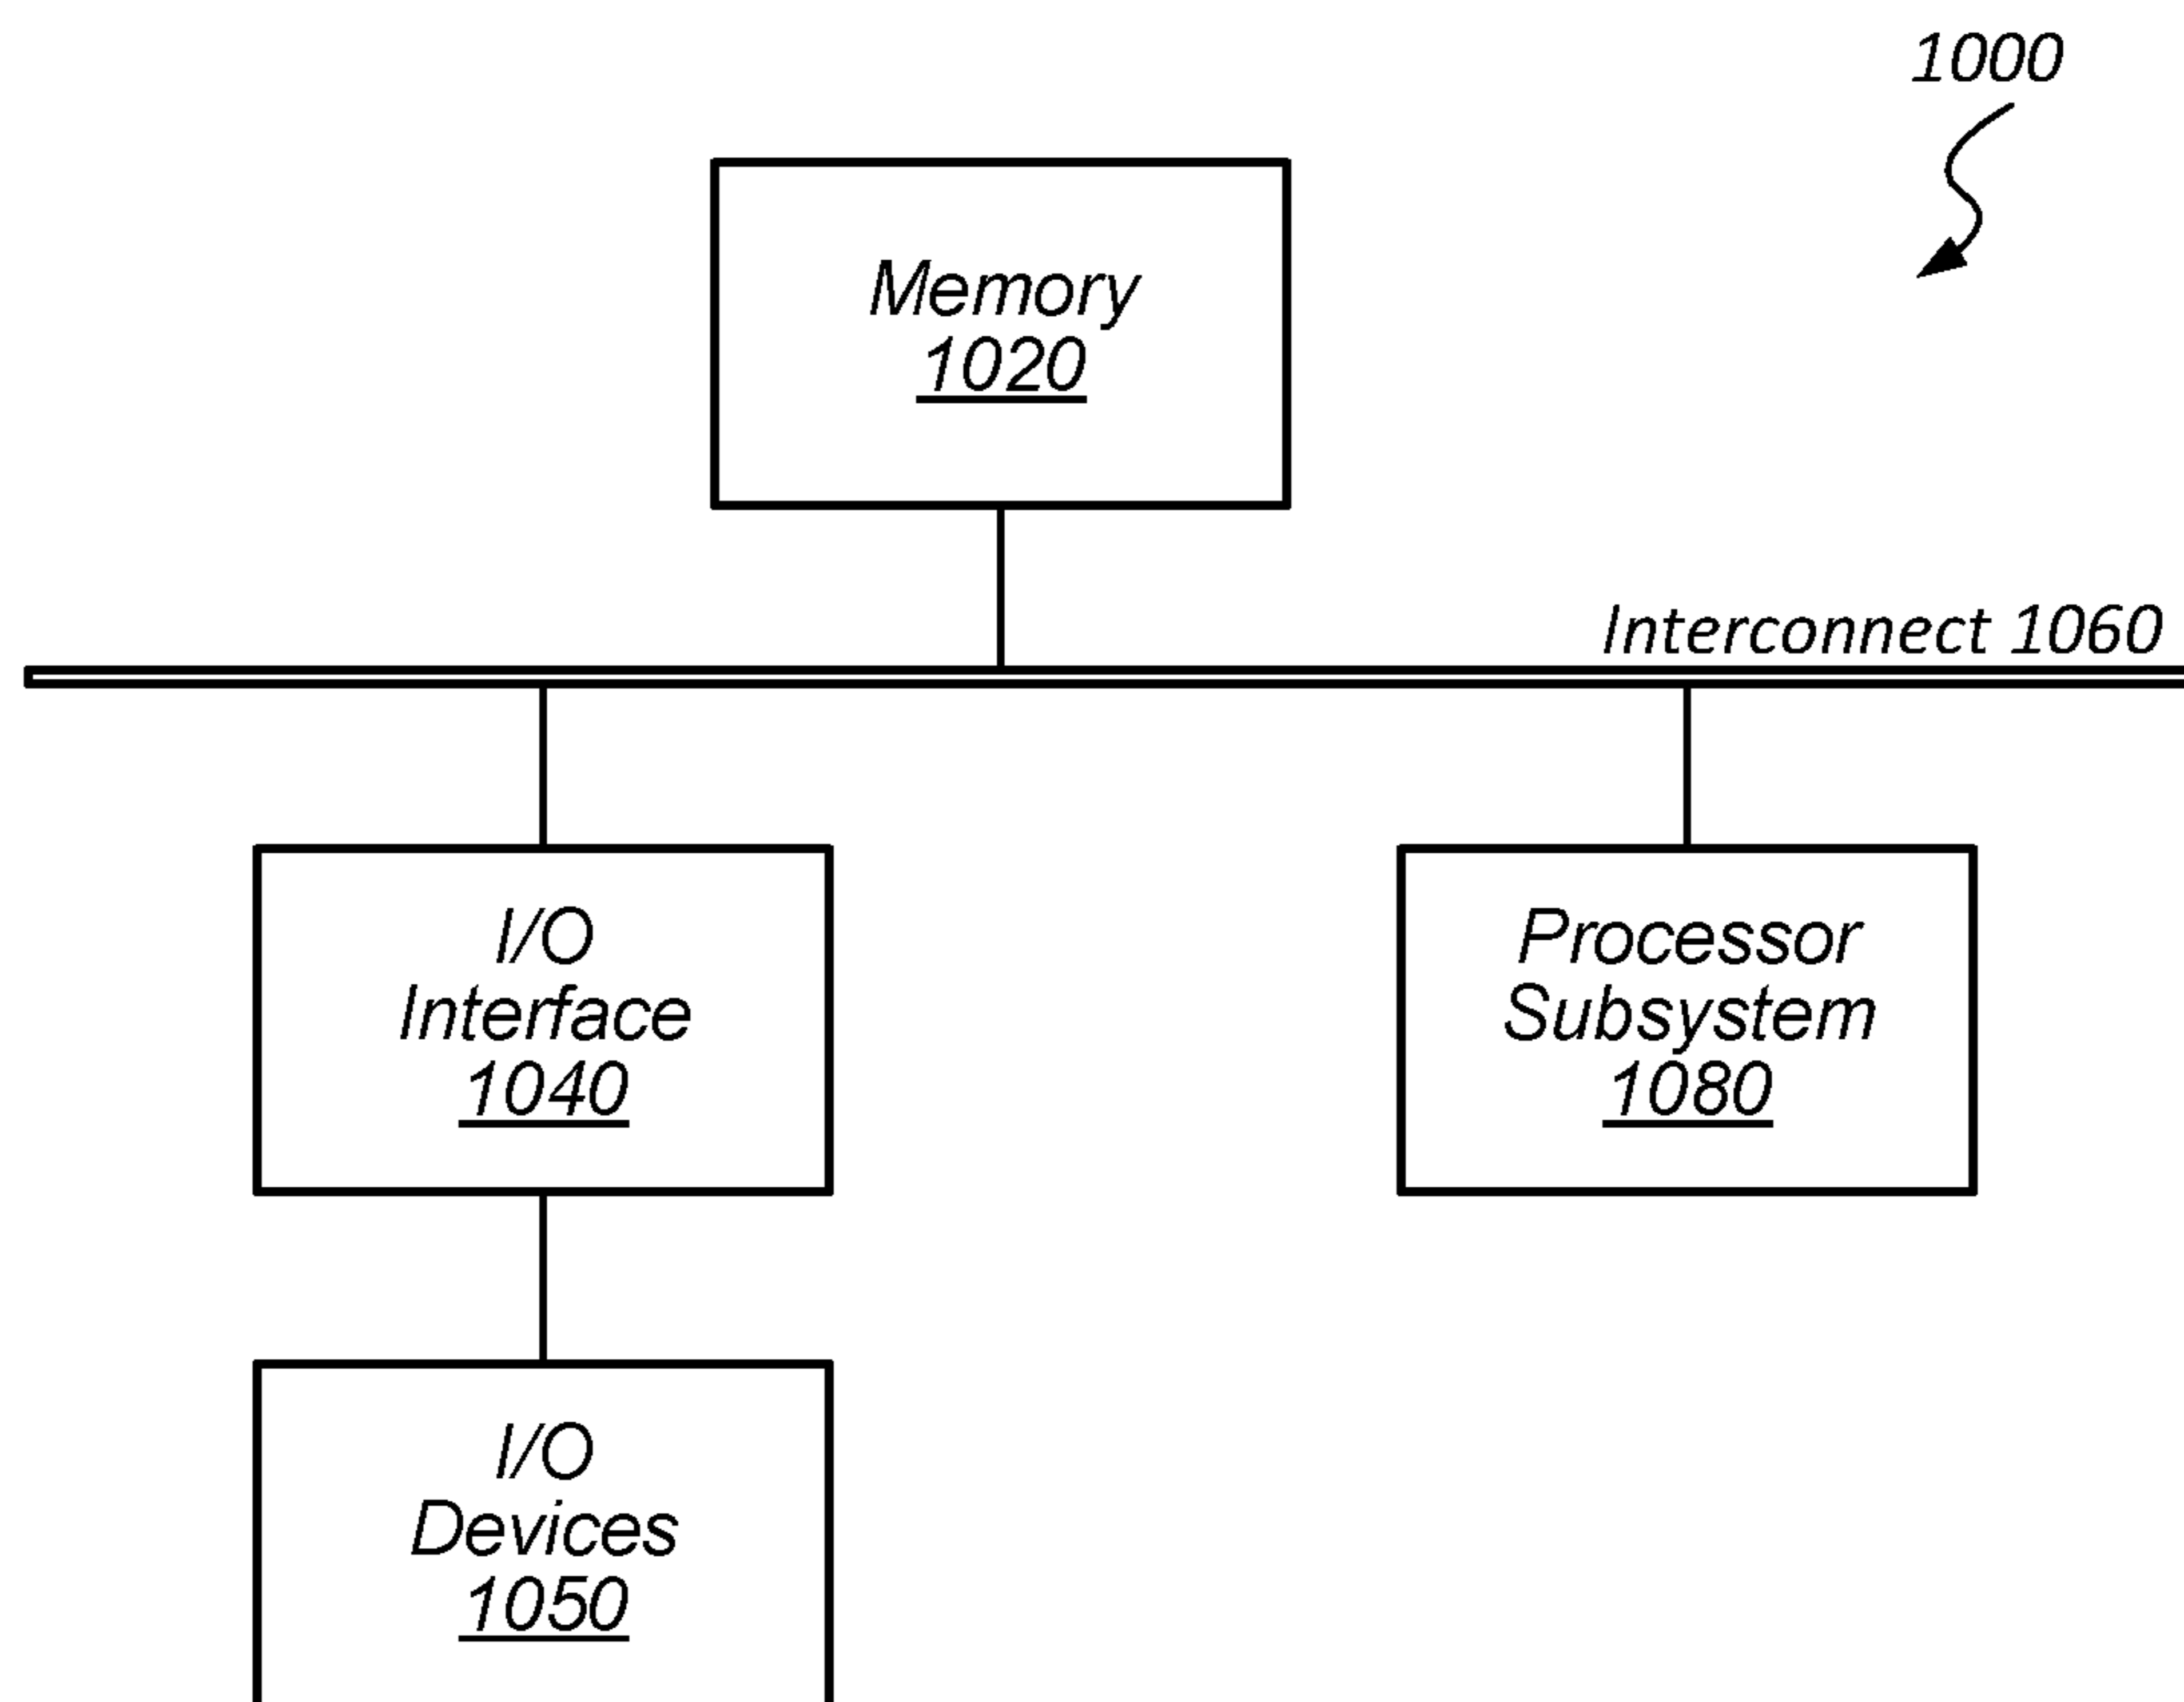 1000
Memory
1020
Interconnect 1060
I/O
Interface
1040
Processor
Subsystem
1080
I/O
Devices
1050